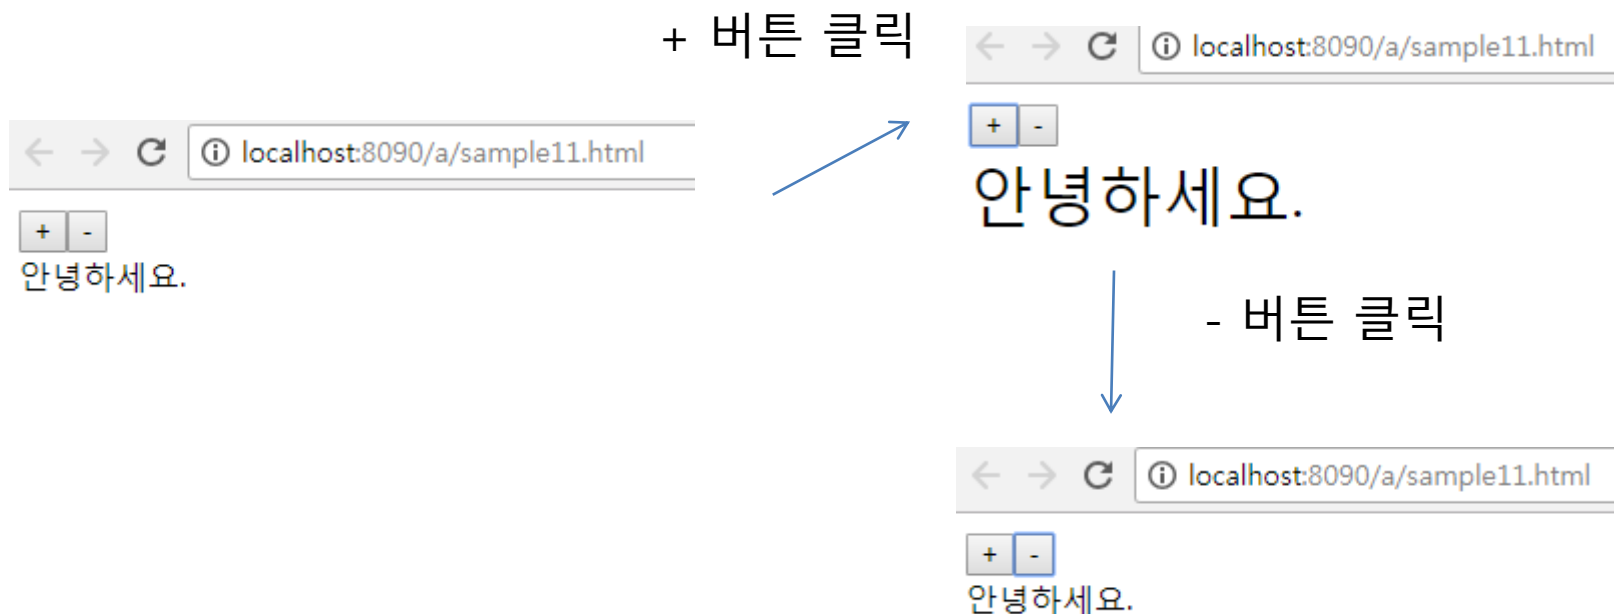 + 버튼 클릭
localhost:8090/a/sample11.html
+ -
안녕하세요.
localhost:8090/a/sample11.html
+ -
안녕하세요.
- 버튼 클릭
localhost:8090/a/sample11.html
+ -
안녕하세요.